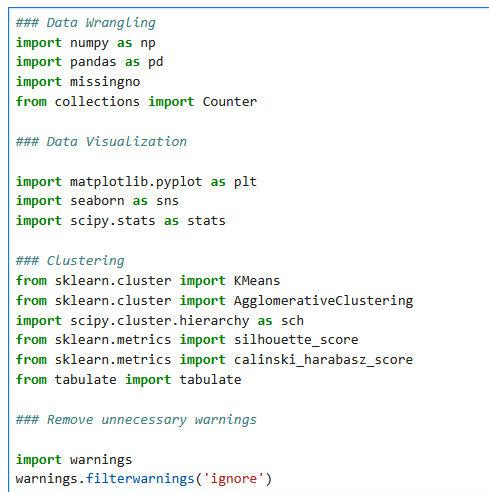 ### Data Wrangling
import numpy as np
import pandas as pd
import missingno
from collections import Counter
### Data Visualization
import matplotlib.pyplot as plt
import seaborn as sns
import scipy.stats as stats
### Clustering
from sklearn.cluster import KMeans
from sklearn.cluster import AgglomerativeClustering
import scipy.cluster.hierarchy as sch
from sklearn.metrics import silhouette_score
from sklearn.metrics import calinski_harabasz_score
from tabulate import tabulate
### Remove unnecessary warnings
import warnings
warnings.filterwarnings('ignore')